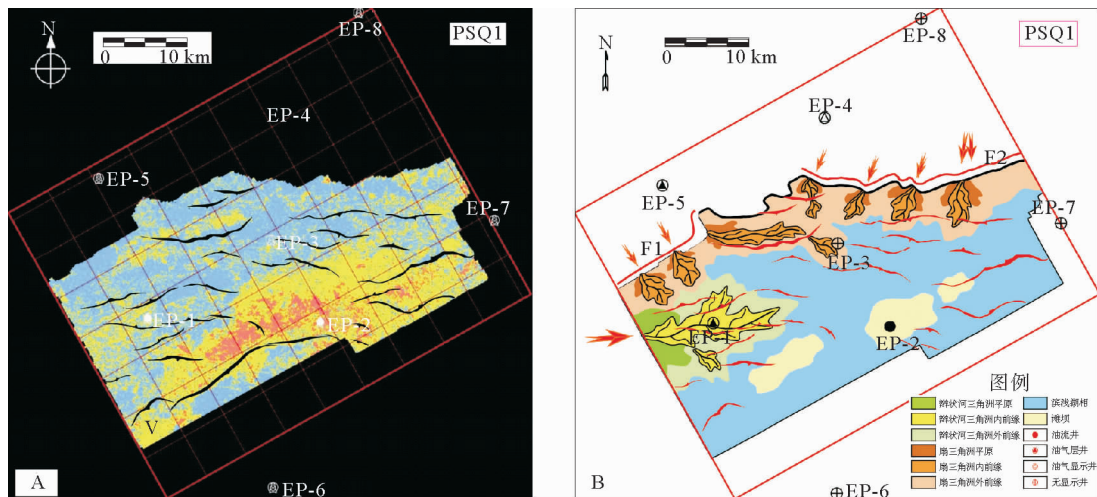 N
0 10 km
PSQ1
EP-8
EP-4
EP-5
EP-7
EP-3
EP-1
EP-2
V
A
EP-6
N
0 10 km
PSQ1
EP-8
EP-4
EP-5
F2
EP-7
F1
EP-3
EP-1
EP-2
图例
辫状河三角洲平原
滨浅湖相
辫状河三角洲内前缘
滩坝
辫状河三角洲外前缘
油流井
扇三角洲平原
油气层井
扇三角洲内前缘
油气显示井
扇三角洲外前缘
无显示井
B
EP-6